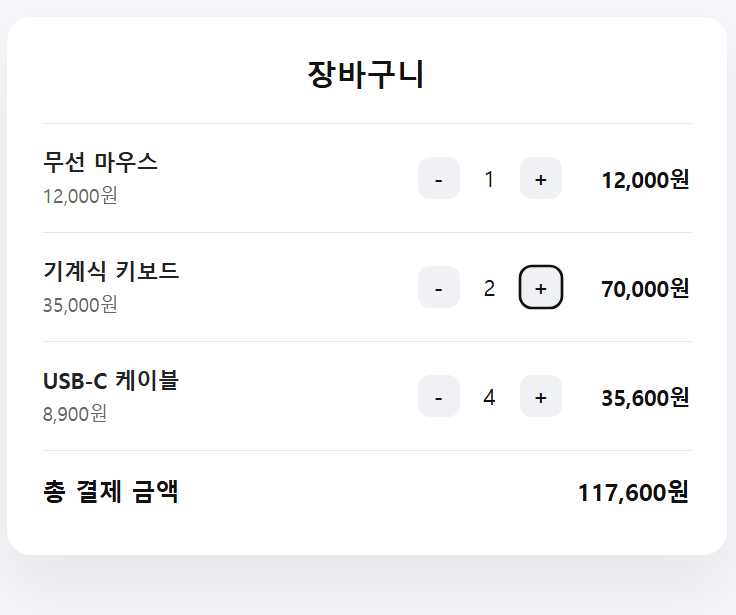 장바구니
무선 마우스
12,000원
- 1 + 12,000원
기계식 키보드
35,000원
- 2 + 70,000원
USB-C 케이블
8,900원
- 4 + 35,600원
총 결제 금액 117,600원